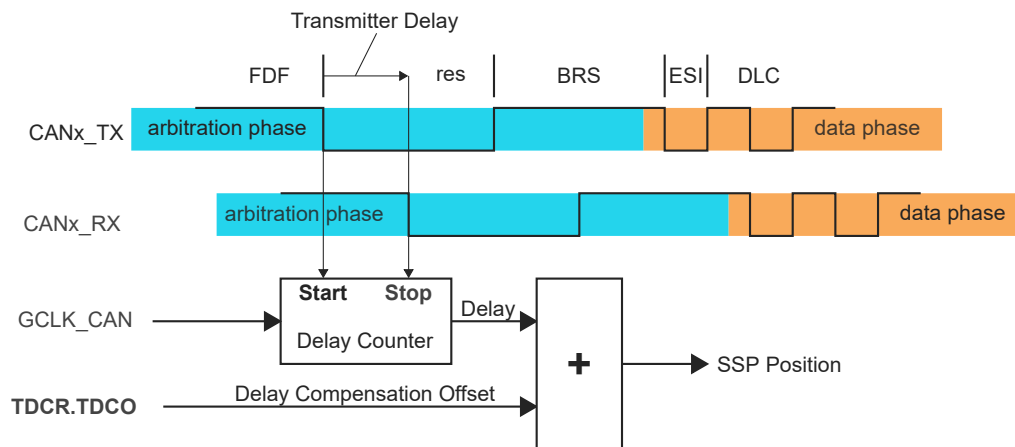 Transmitter Delay
FDF res BRS ESI DLC
CANx_TX arbitration phase data phase
CANx_RX arbitration phase data phase
Start Stop
GCLK_CAN Delay Counter Delay
+ SSP Position
TDCR.TDCO Delay Compensation Offset